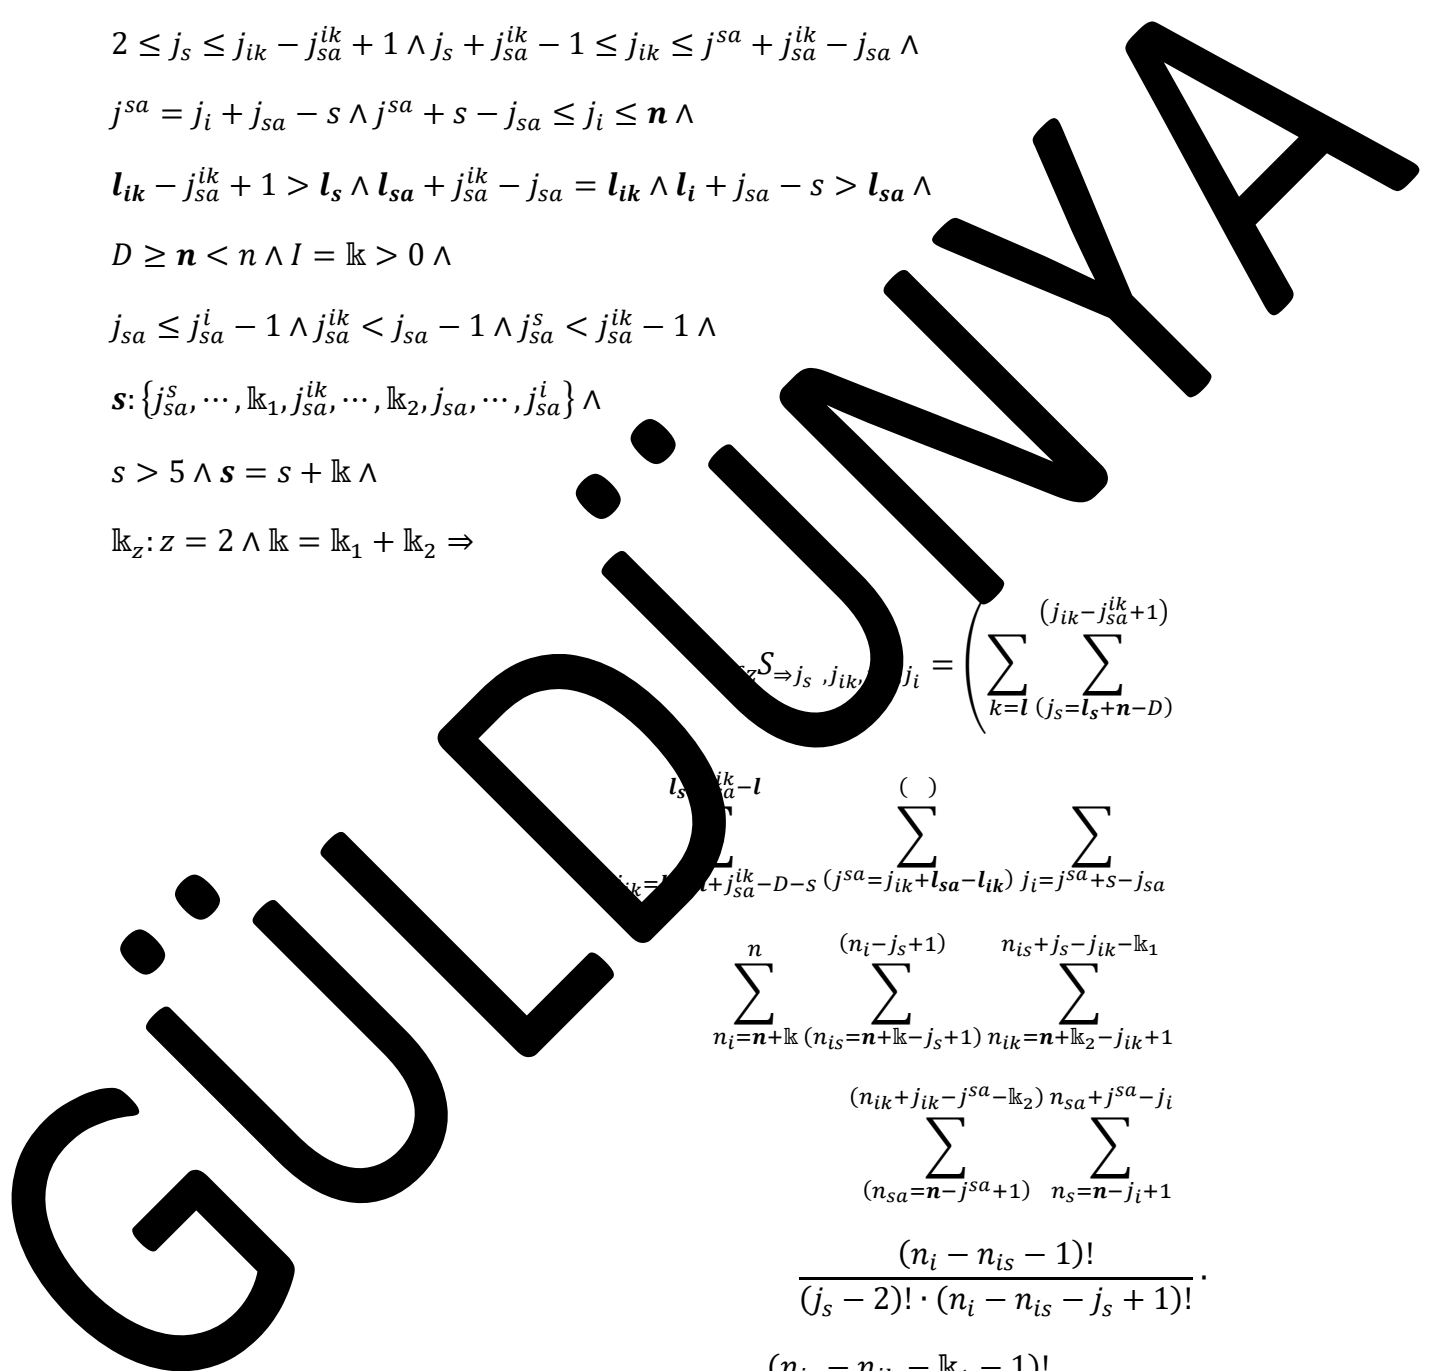 2 ≤ j_s ≤ j_{ik} − j_{sa}^{ik} + 1 ∧ j_s + j_{sa}^{ik} − 1 ≤ j_{ik} ≤ j^{sa} + j_{sa}^{ik} − j_{sa} ∧
j^{sa} = j_i + j_{sa} − s ∧ j^{sa} + s − j_{sa} ≤ j_i ≤ n ∧
l_{ik} − j_{sa}^{ik} + 1 > l_s ∧ l_{sa} + j_{sa}^{ik} − j_{sa} = l_{ik} ∧ l_i + j_{sa} − s > l_{sa} ∧
D ≥ n < n ∧ I = 𝕜 > 0 ∧
j_{sa} ≤ j_{sa}^{i} − 1 ∧ j_{sa}^{ik} < j_{sa} − 1 ∧ j_{sa}^{s} < j_{sa}^{ik} − 1 ∧
s: {j_{sa}^{s}, ⋯ , 𝕜_1, j_{sa}^{ik}, ⋯ , 𝕜_2, j_{sa}, ⋯ , j_{sa}^{i}} ∧
s > 5 ∧ s = s + 𝕜 ∧
𝕜_z: z = 2 ∧ 𝕜 = 𝕜_1 + 𝕜_2 ⇒
S_{⇒j_s ,j_{ik}, j_i} = ( ∑_{k=l} ∑_{(j_s=l_s+n−D)}^{(j_{ik}−j_{sa}^{ik}+1)}
∑_{+j_{sa}^{ik}−D−s}^{−l} ∑_{(j^{sa}=j_{ik}+l_{sa}−l_{ik})}^{( )} ∑_{j_i=j^{sa}+s−j_{sa}}
∑_{n_i=n+𝕜}^{n} ∑_{(n_{is}=n+𝕜−j_s+1)}^{(n_i−j_s+1)} ∑_{n_{ik}=n+𝕜_2−j_{ik}+1}^{n_{is}+j_s−j_{ik}−𝕜_1}
∑_{(n_{sa}=n−j^{sa}+1)}^{(n_{ik}+j_{ik}−j^{sa}−𝕜_2)} ∑_{n_s=n−j_i+1}^{n_{sa}+j^{sa}−j_i}
(n_i − n_{is} − 1)!
(j_s − 2)! · (n_i − n_{is} − j_s + 1)! ·
GÜLDÜNYA